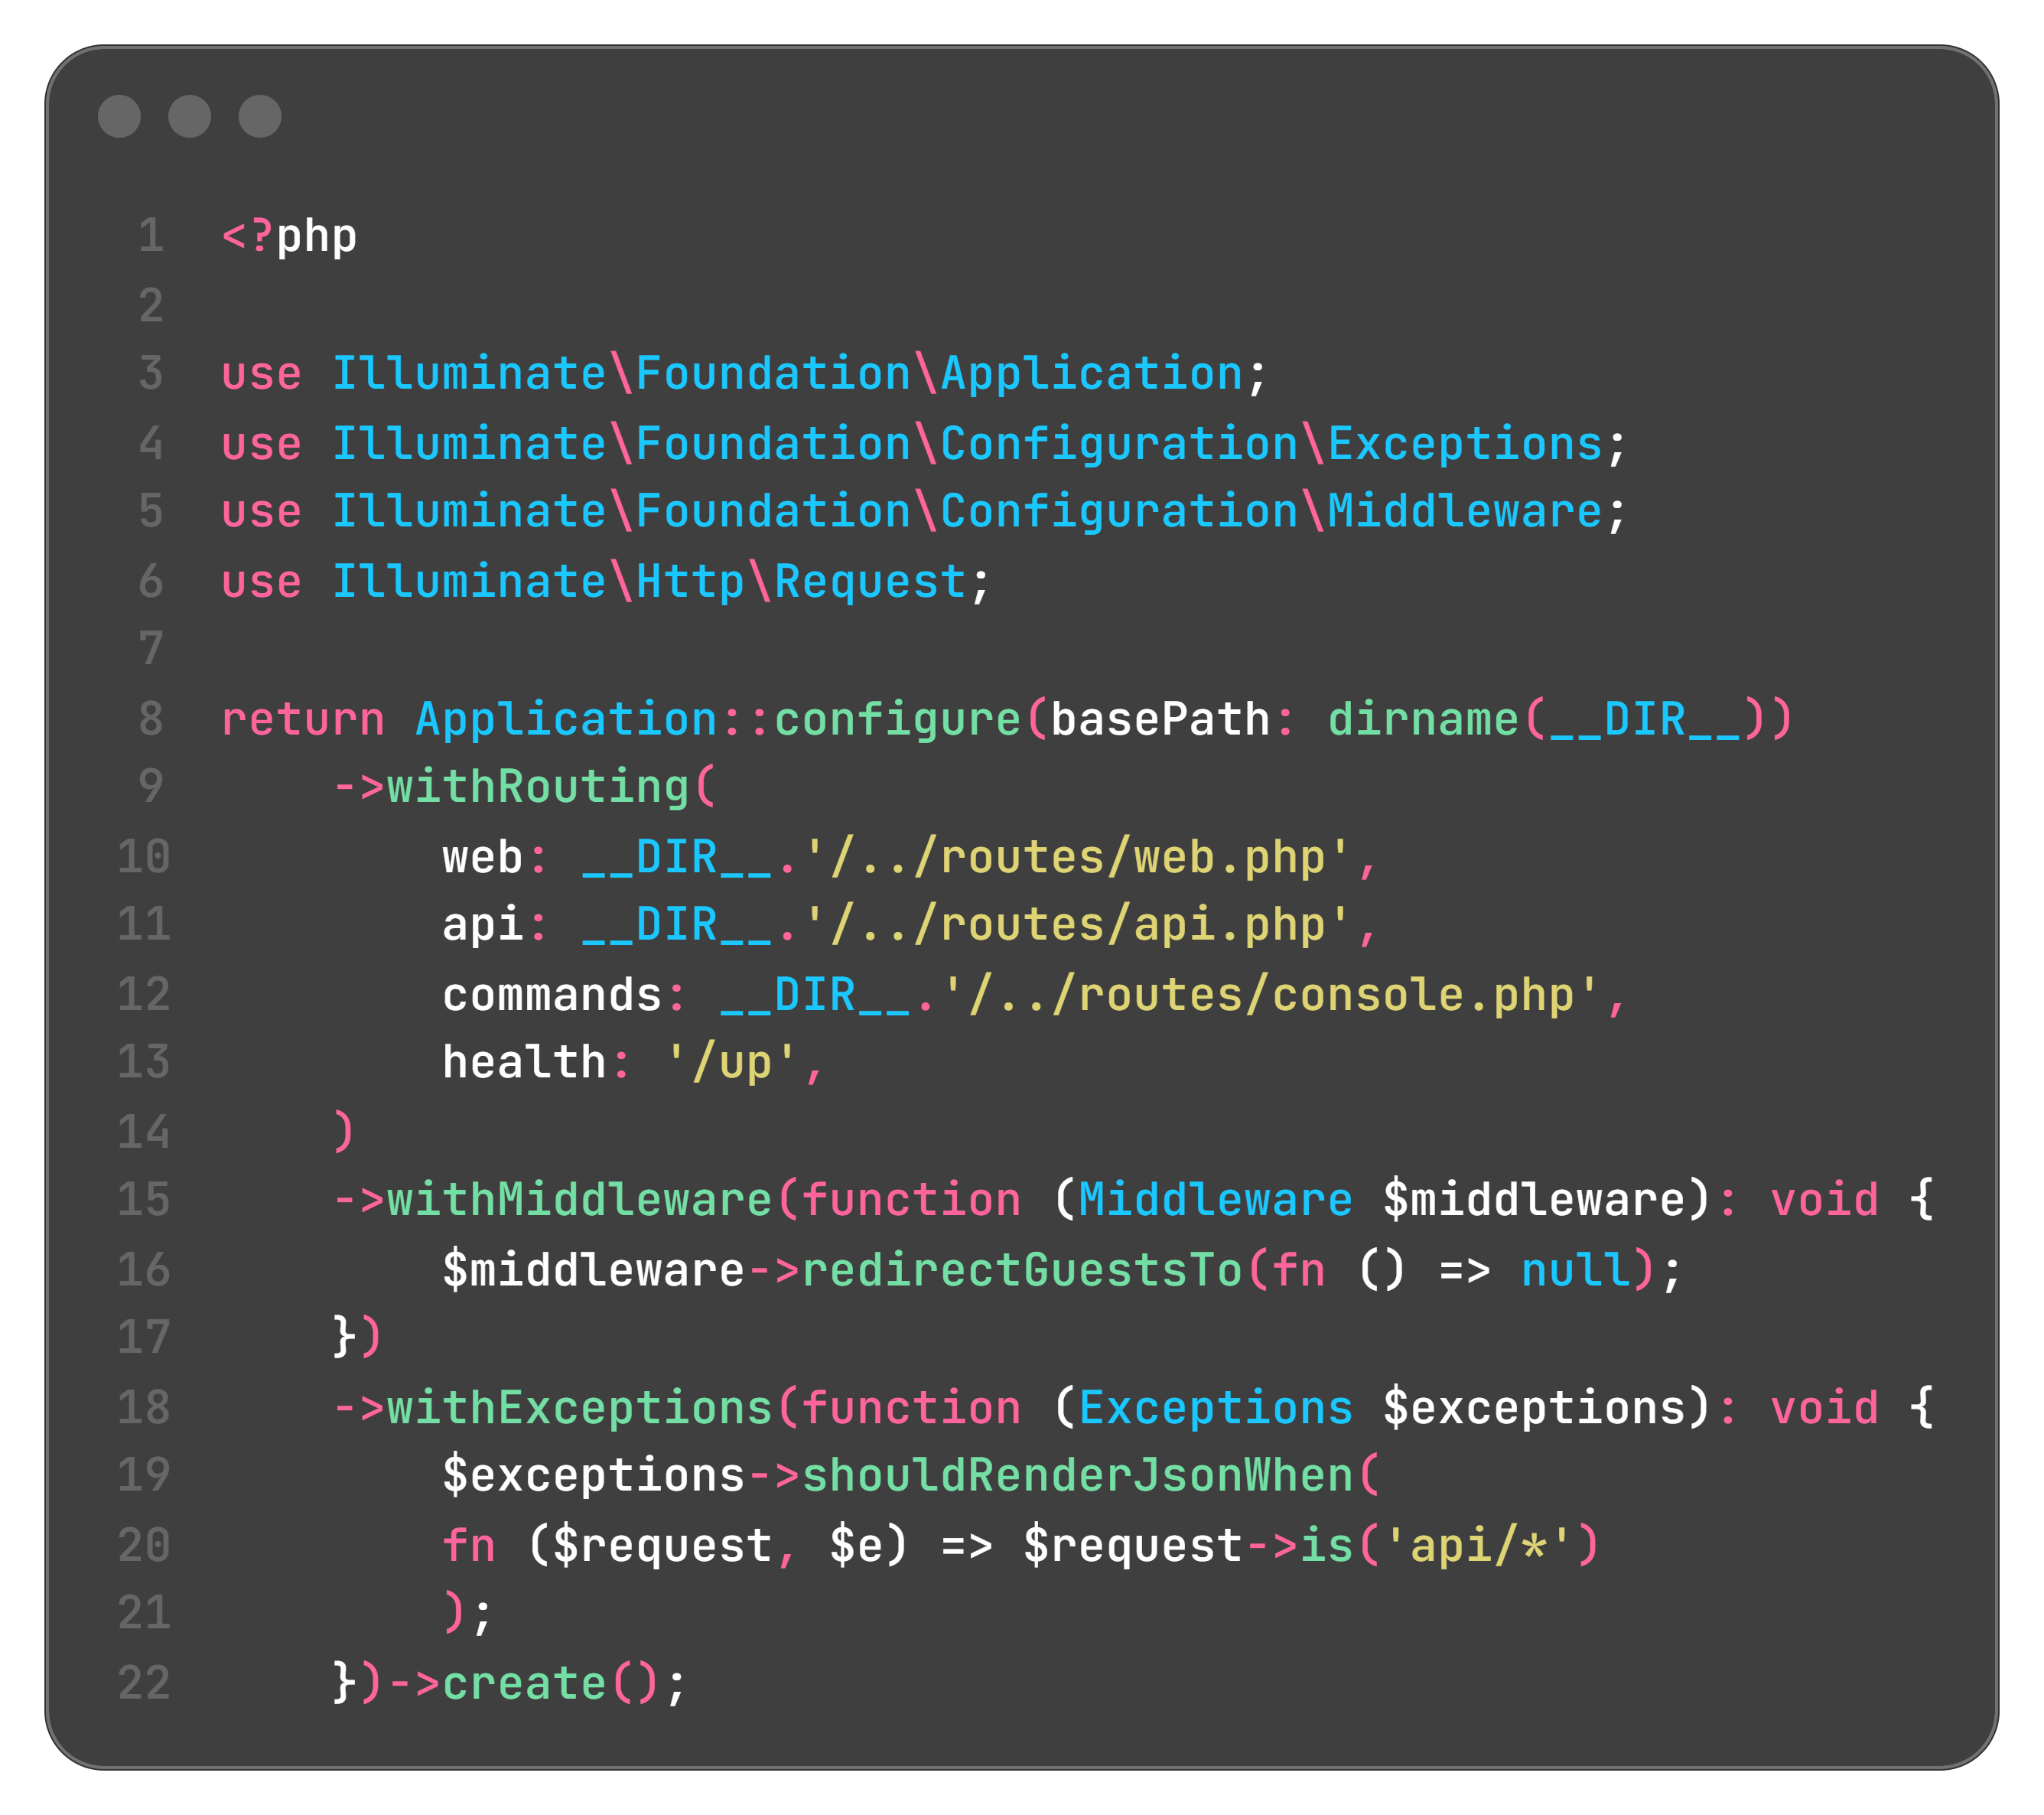 1 <?php
2
3 use Illuminate\Foundation\Application;
4 use Illuminate\Foundation\Configuration\Exceptions;
5 use Illuminate\Foundation\Configuration\Middleware;
6 use Illuminate\Http\Request;
7
8 return Application::configure(basePath: dirname(__DIR__))
9     ->withRouting(
10         web: __DIR__.'/../routes/web.php',
11         api: __DIR__.'/../routes/api.php',
12         commands: __DIR__.'/../routes/console.php',
13         health: '/up',
14     )
15     ->withMiddleware(function (Middleware $middleware): void {
16         $middleware->redirectGuestsTo(fn () => null);
17     })
18     ->withExceptions(function (Exceptions $exceptions): void {
19         $exceptions->shouldRenderJsonWhen(
20         fn ($request, $e) => $request->is('api/*')
21         );
22     })->create();